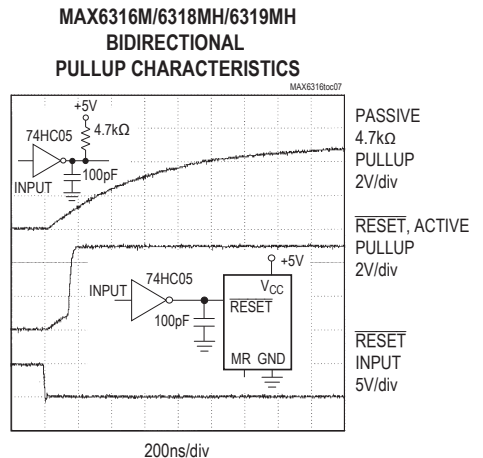 MAX6316M/6318MH/6319MH
BIDIRECTIONAL
PULLUP CHARACTERISTICS
MAX6316toc07
+5V
74HC05
4.7kΩ
100pF
INPUT
PASSIVE
4.7kΩ
PULLUP
2V/div
RESET, ACTIVE
PULLUP
2V/div
+5V
74HC05
INPUT
VCC
RESET
100pF
MR GND
RESET
INPUT
5V/div
200ns/div